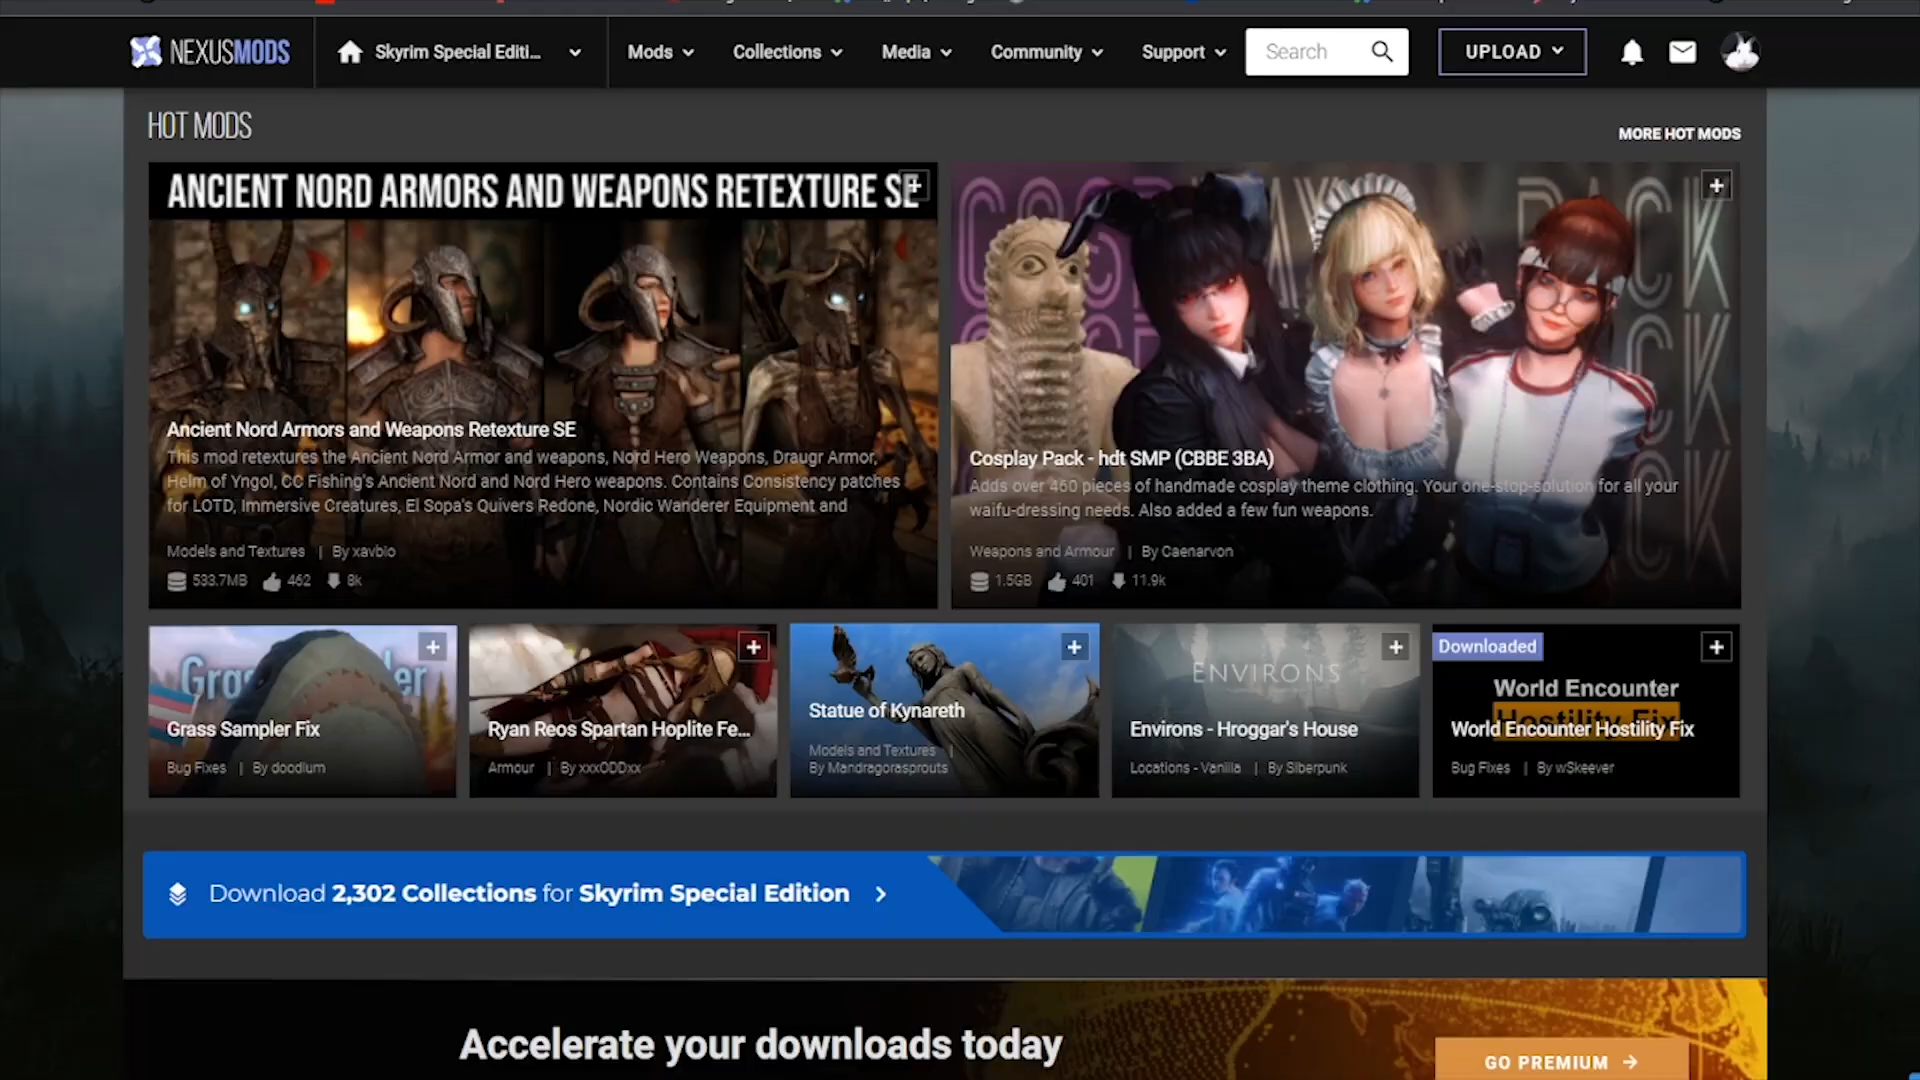 NEXUSMODS
Skyrim Special Editi...
Mods
Collections
Media
Community
Support
Search
UPLOAD
HOT MODS
MORE HOT MODS
ANCIENT NORD ARMORS AND WEAPONS RETEXTURE SE
Ancient Nord Armors and Weapons Retexture SE
This mod retextures the Ancient Nord Armor and weapons, Nord Hero Weapons, Draugr Armor,
Helm of Yngol, CC Fishing's Ancient Nord and Nord Hero weapons. Contains Consistency patches
for LOTD, Immersive Creatures, El Sopa's Quivers Redone, Nordic Wanderer Equipment and
Models and Textures | By xavbio
533.7MB 462 8k
Cosplay Pack - hdt SMP (CBBE 3BA)
Adds over 460 pieces of handmade cosplay theme clothing. Your one-stop-solution for all your
waifu-dressing needs. Also added a few fun weapons.
Weapons and Armour | By Caenarvon
1.5GB 401 11.9k
Grass Sampler Fix
Bug Fixes | By doodlum
Ryan Reos Spartan Hoplite Fe...
Armour | By xxxODDxx
Statue of Kynareth
Models and Textures |
By Mandragorasprouts
ENVIRONS
Environs - Hroggar's House
Locations - Vanilla | By Siberpunk
Downloaded
World Encounter
Hostility Fix
World Encounter Hostility Fix
Bug Fixes | By wSkeever
Download 2,302 Collections for Skyrim Special Edition
Accelerate your downloads today
GO PREMIUM